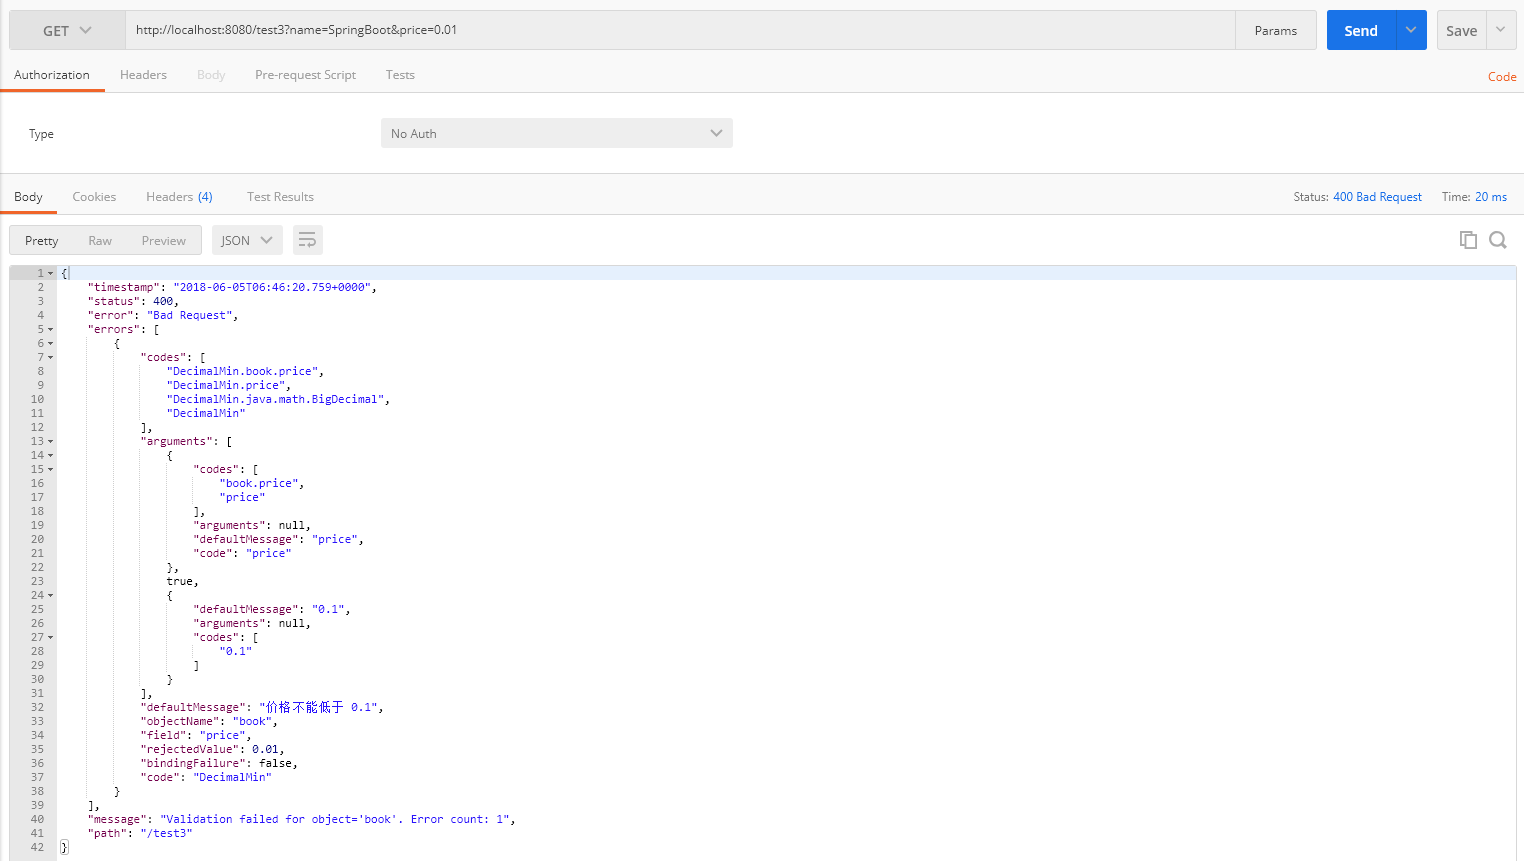 GET http://localhost:8080/test3?name=SpringBoot&price=0.01 Params Send Save
Authorization Headers Body Pre-request Script Tests Code
Type No Auth
Body Cookies Headers (4) Test Results Status: 400 Bad Request Time: 20 ms
Pretty Raw Preview JSON
1 {
2 "timestamp": "2018-06-05T06:46:20.759+0000",
3 "status": 400,
4 "error": "Bad Request",
5 "errors": [
6 {
7 "codes": [
8 "DecimalMin.book.price",
9 "DecimalMin.price",
10 "DecimalMin.java.math.BigDecimal",
11 "DecimalMin"
12 ],
13 "arguments": [
14 {
15 "codes": [
16 "book.price",
17 "price"
18 ],
19 "arguments": null,
20 "defaultMessage": "price",
21 "code": "price"
22 },
23 true,
24 {
25 "defaultMessage": "0.1",
26 "arguments": null,
27 "codes": [
28 "0.1"
29 ]
30 }
31 ],
32 "defaultMessage": "价格不能低于 0.1",
33 "objectName": "book",
34 "field": "price",
35 "rejectedValue": 0.01,
36 "bindingFailure": false,
37 "code": "DecimalMin"
38 }
39 ],
40 "message": "Validation failed for object='book'. Error count: 1",
41 "path": "/test3"
42 }